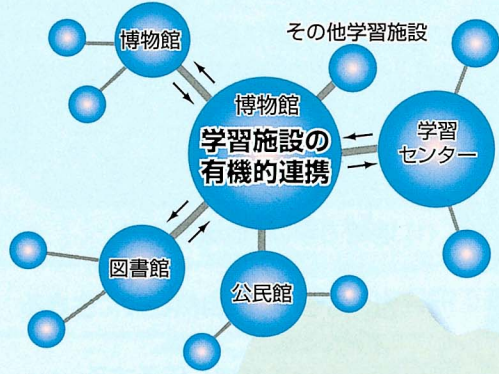 博物館
その他学習施設
博物館
学習施設の
有機的連携
学習
センター
図書館
公民館